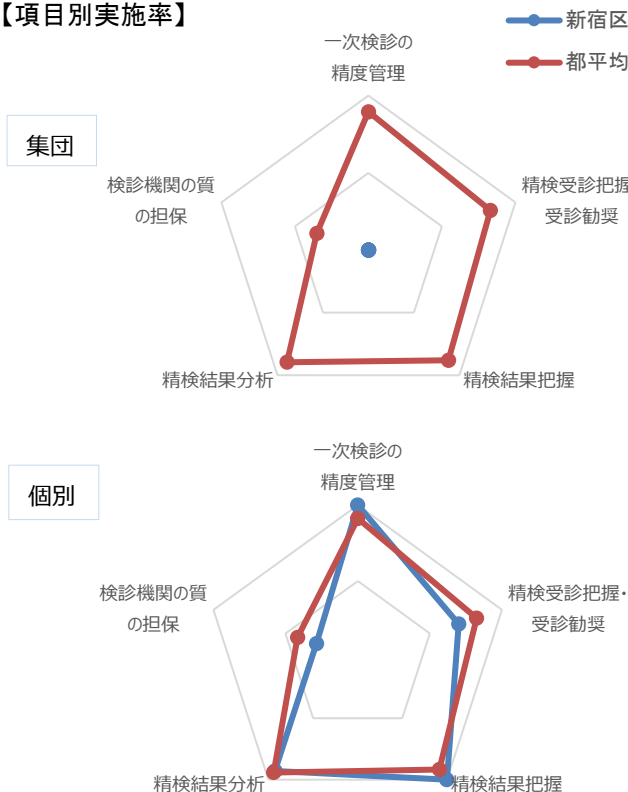 【項目別実施率】
新宿区
都平均
集団
一次検診の
精度管理
精検受診把握
受診勧奨
精検結果把握
精検結果分析
検診機関の質
の担保
個別
一次検診の
精度管理
精検受診把握・
受診勧奨
精検結果把握
精検結果分析
検診機関の質
の担保